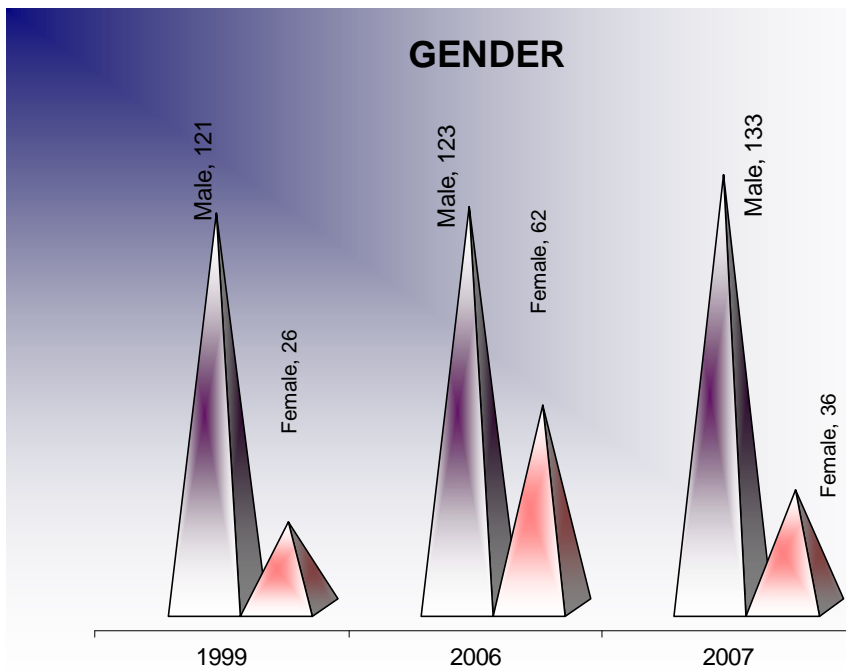 GENDER
Male, 121
Female, 26
Male, 123
Female, 62
Male, 133
Female, 36
1999
2006
2007